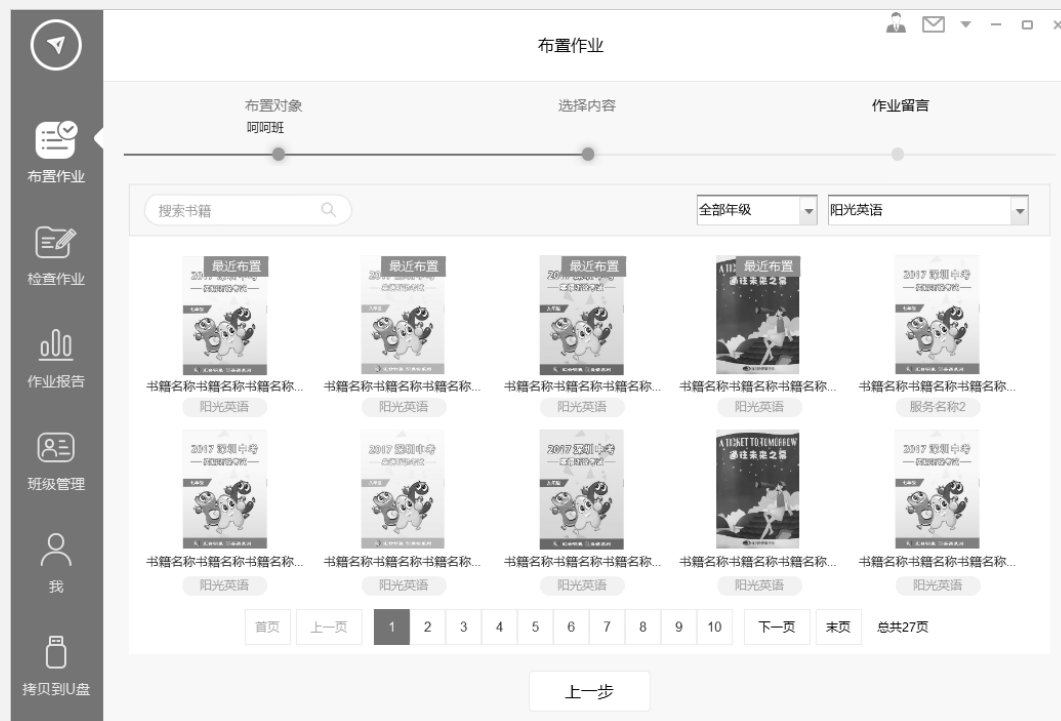 布置作业
布置作业
检查作业
作业报告
班级管理
我
拷贝到U盘
布置对象
选择内容
作业留言
呵呵班
搜索书籍
全部年级
阳光英语
最近布置
最近布置
最近布置
最近布置
2017 深圳中考
书籍名称书籍名称书籍名称...
书籍名称书籍名称书籍名称...
书籍名称书籍名称书籍名称...
书籍名称书籍名称书籍名称...
书籍名称书籍名称书籍名称...
阳光英语
阳光英语
阳光英语
阳光英语
服务名称2
2017 深圳中考
2017 深圳中考
2017 深圳中考
A TICKET TO TOMORROW
通往未来之票
2017 深圳中考
书籍名称书籍名称书籍名称...
书籍名称书籍名称书籍名称...
书籍名称书籍名称书籍名称...
书籍名称书籍名称书籍名称...
书籍名称书籍名称书籍名称...
阳光英语
阳光英语
阳光英语
阳光英语
阳光英语
首页 上一页 1 2 3 4 5 6 7 8 9 10 下一页 末页 总共27页
上一步